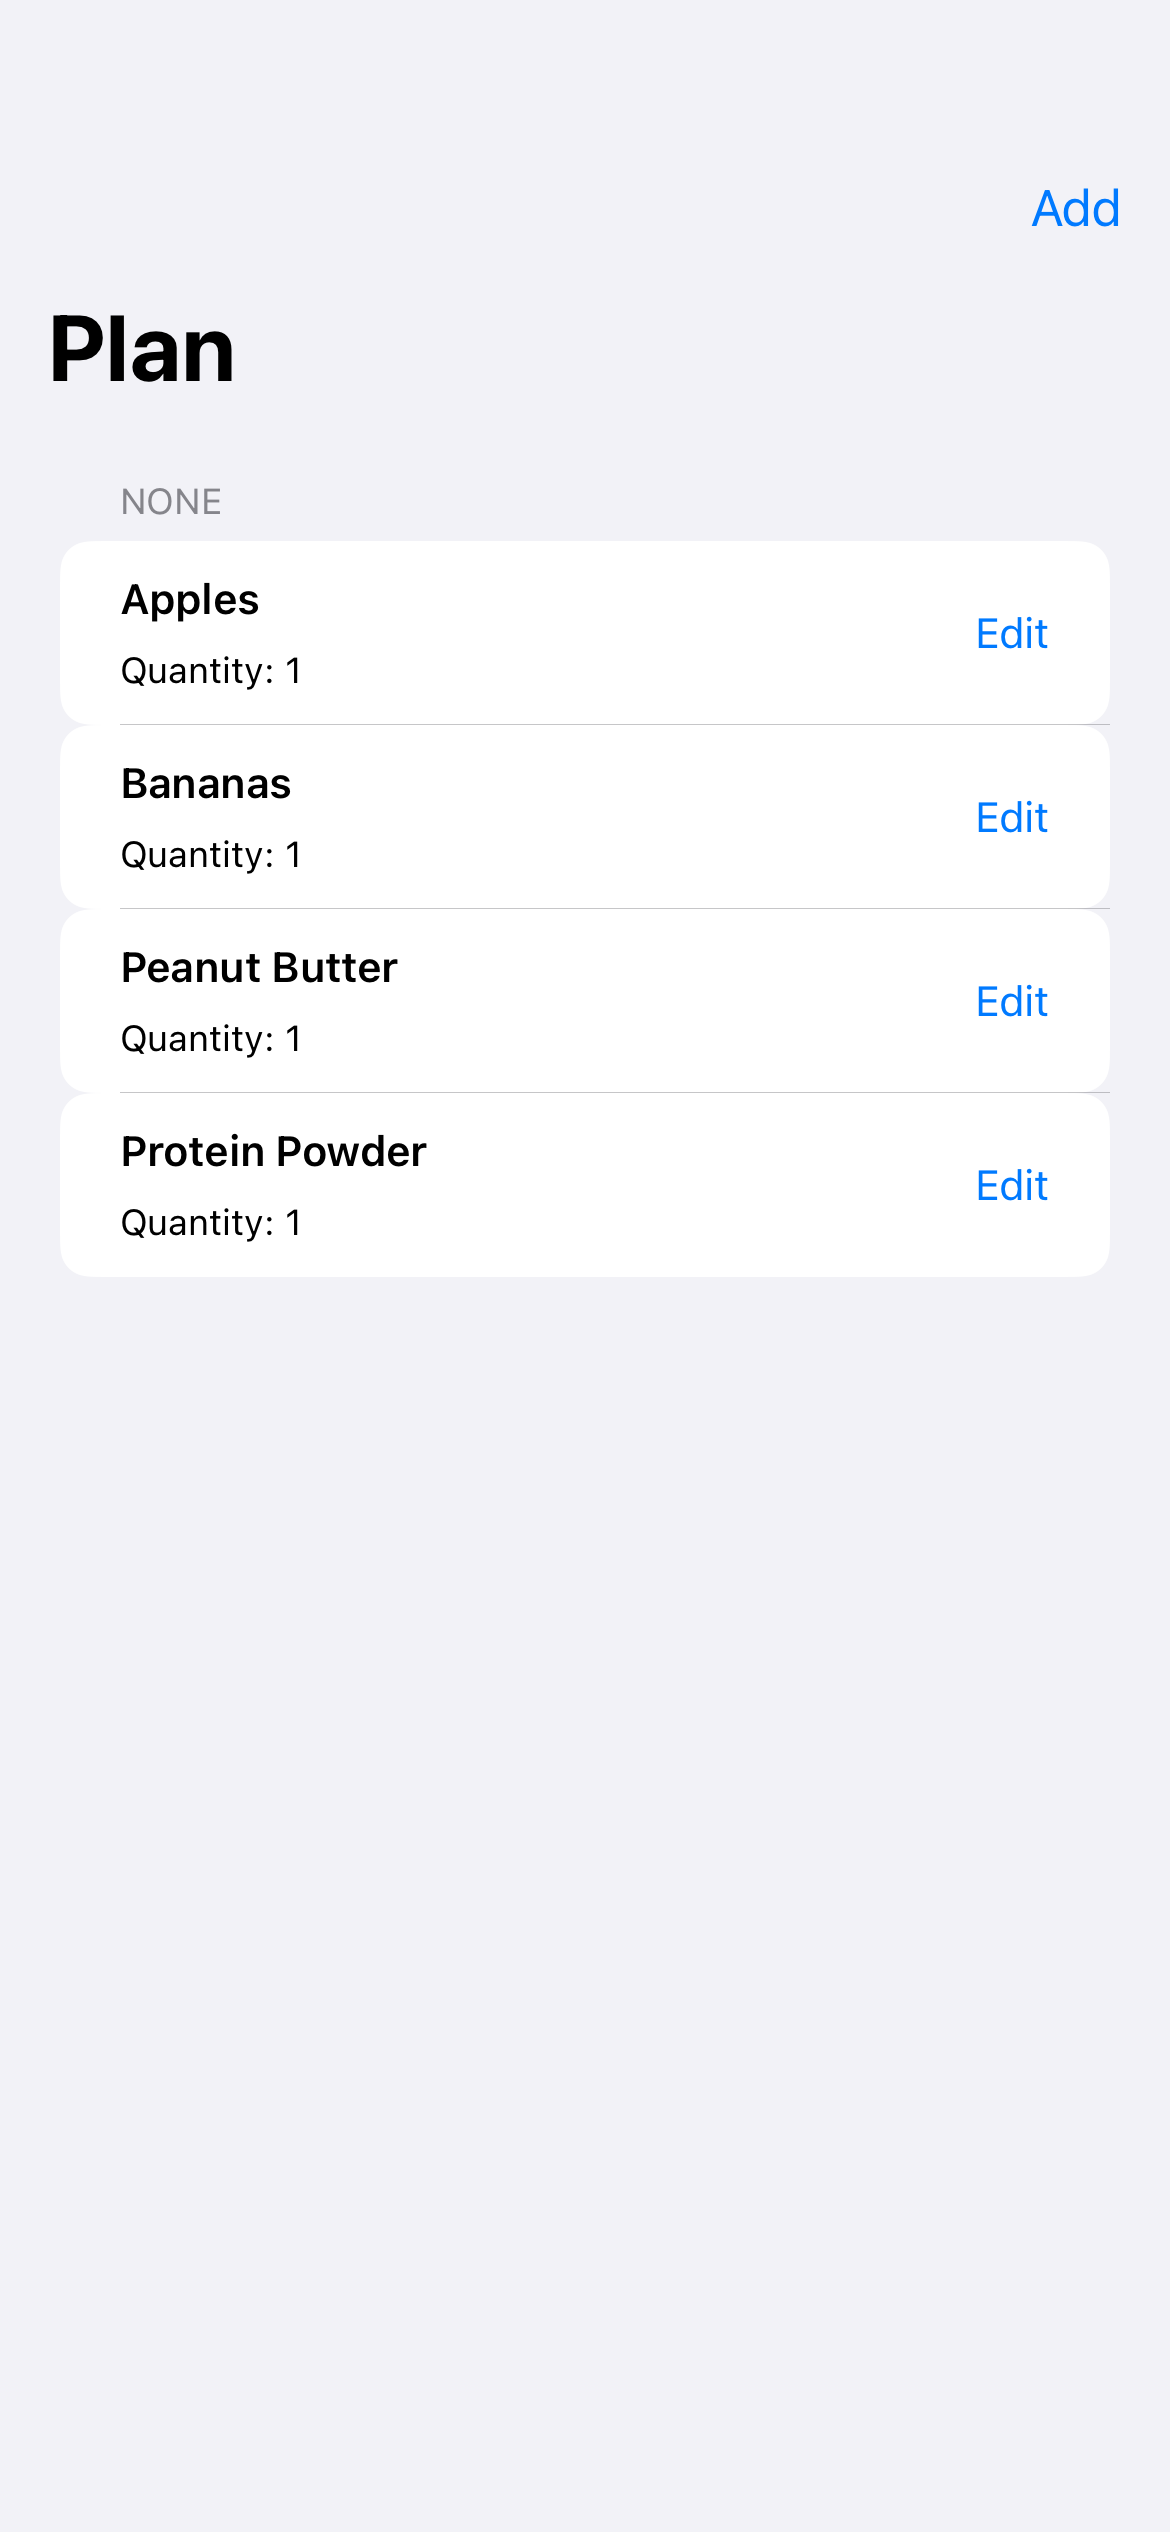 Add
Plan
NONE
Apples
Quantity: 1
Edit
Bananas
Quantity: 1
Edit
Peanut Butter
Quantity: 1
Edit
Protein Powder
Quantity: 1
Edit